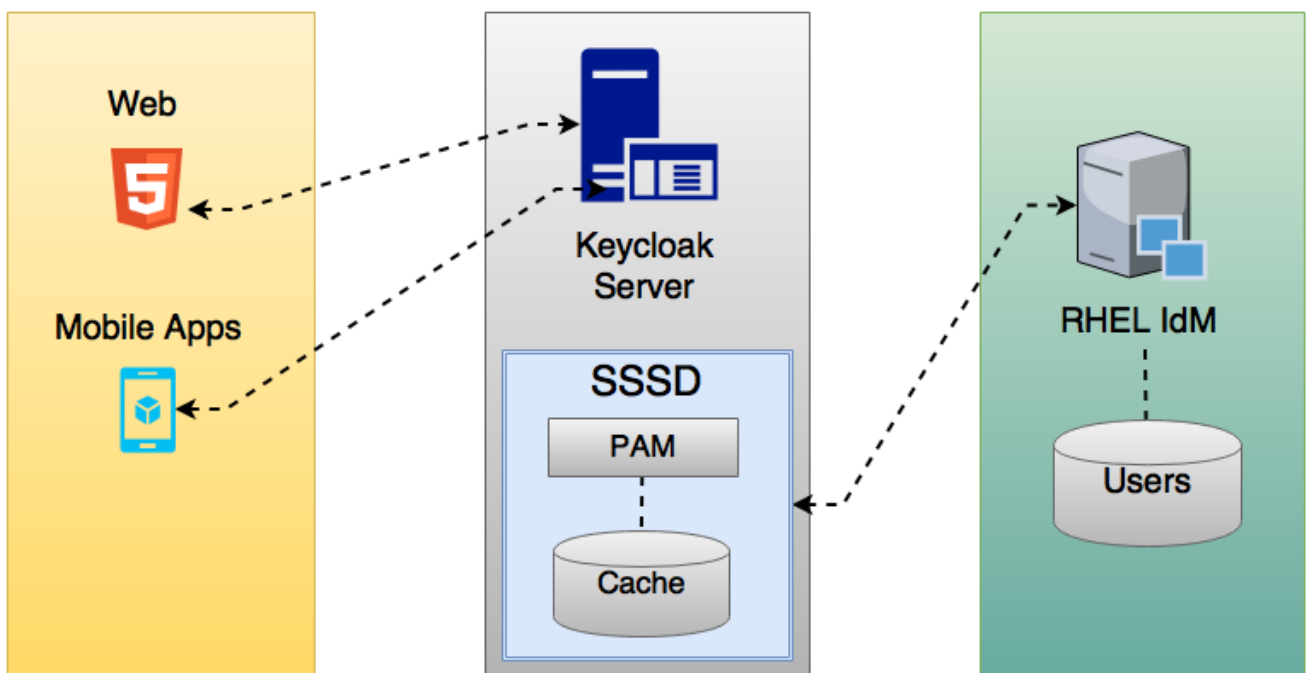 Web
Mobile Apps
Keycloak
Server
SSSD
PAM
Cache
RHEL IdM
Users